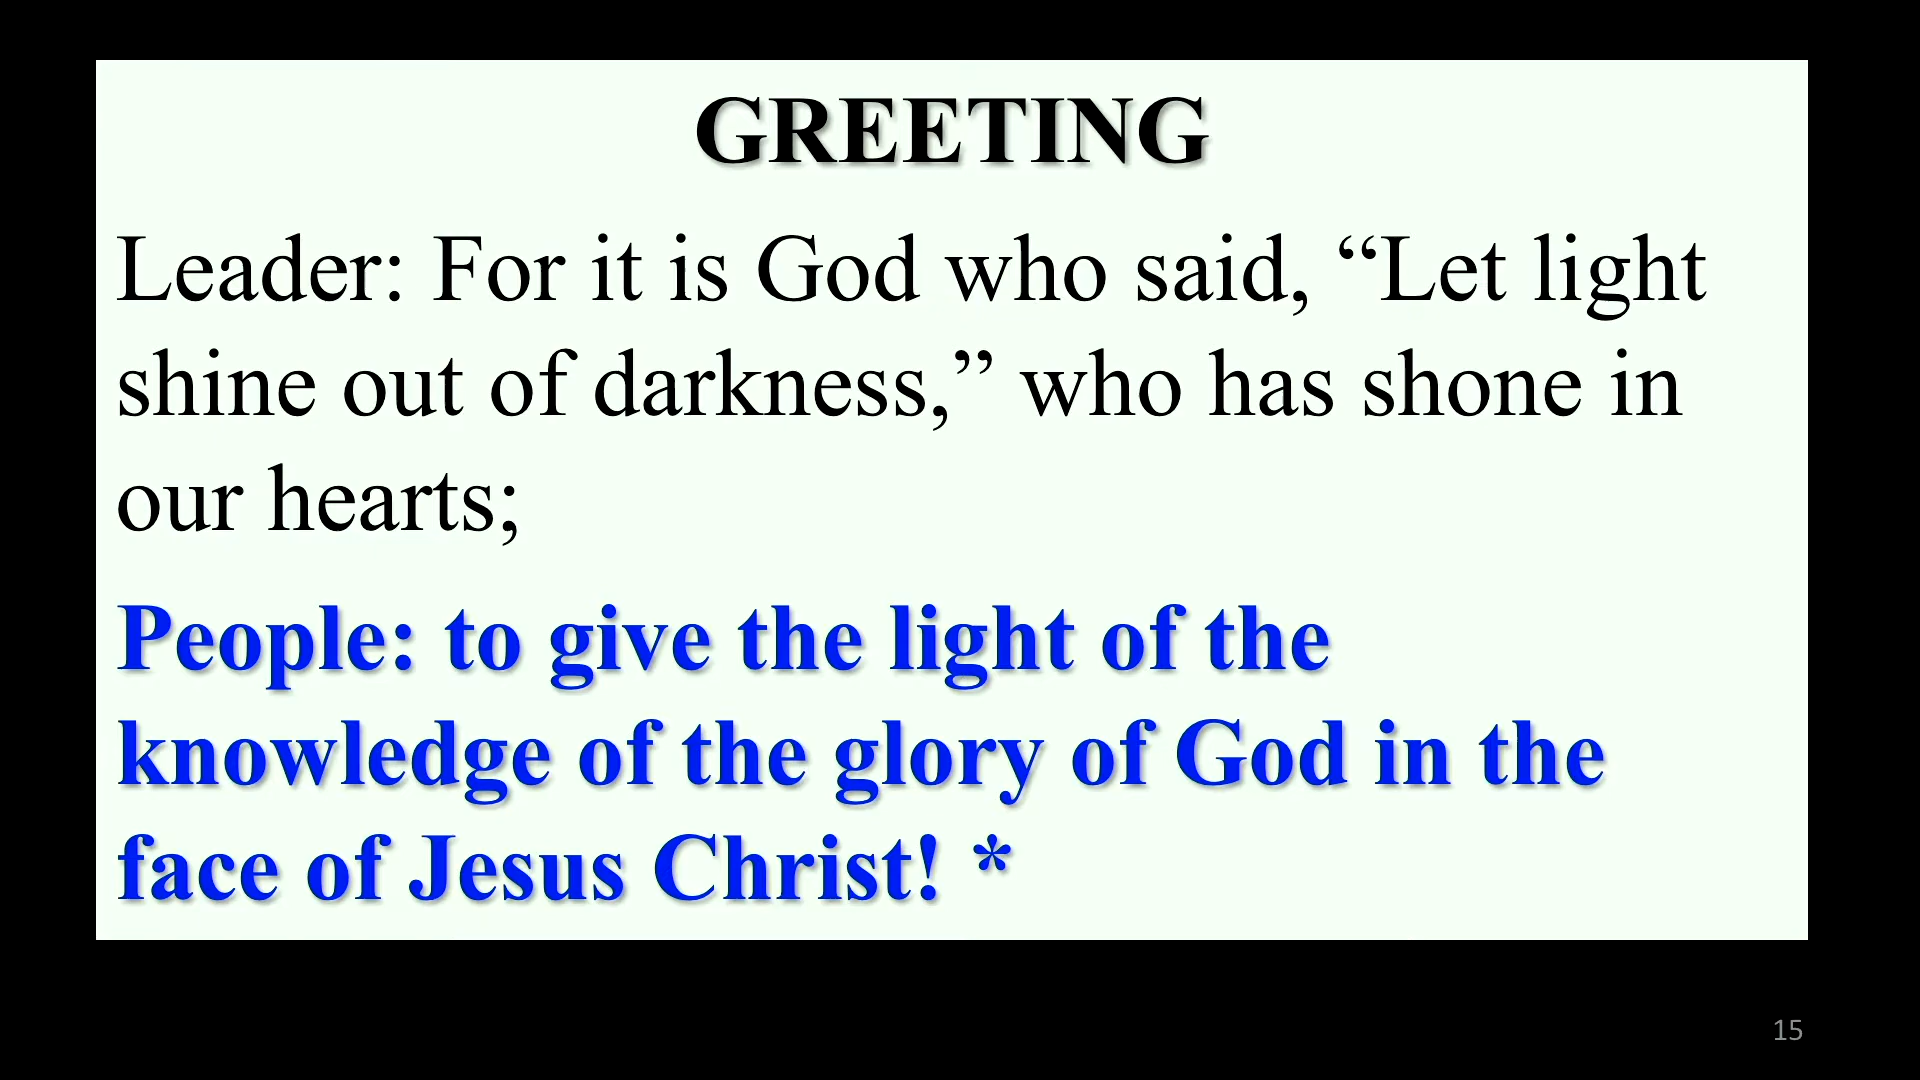 GREETING
Leader: For it is God who said, “Let light
shine out of darkness,” who has shone in
our hearts;
People: to give the light of the
knowledge of the glory of God in the
face of Jesus Christ! *
15